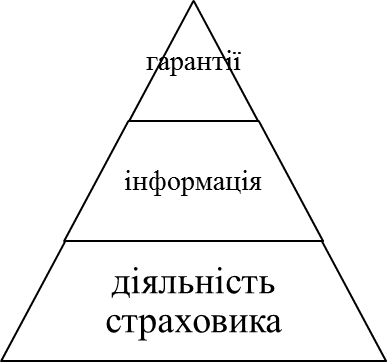 гарантії
інформація
діяльність
страховика